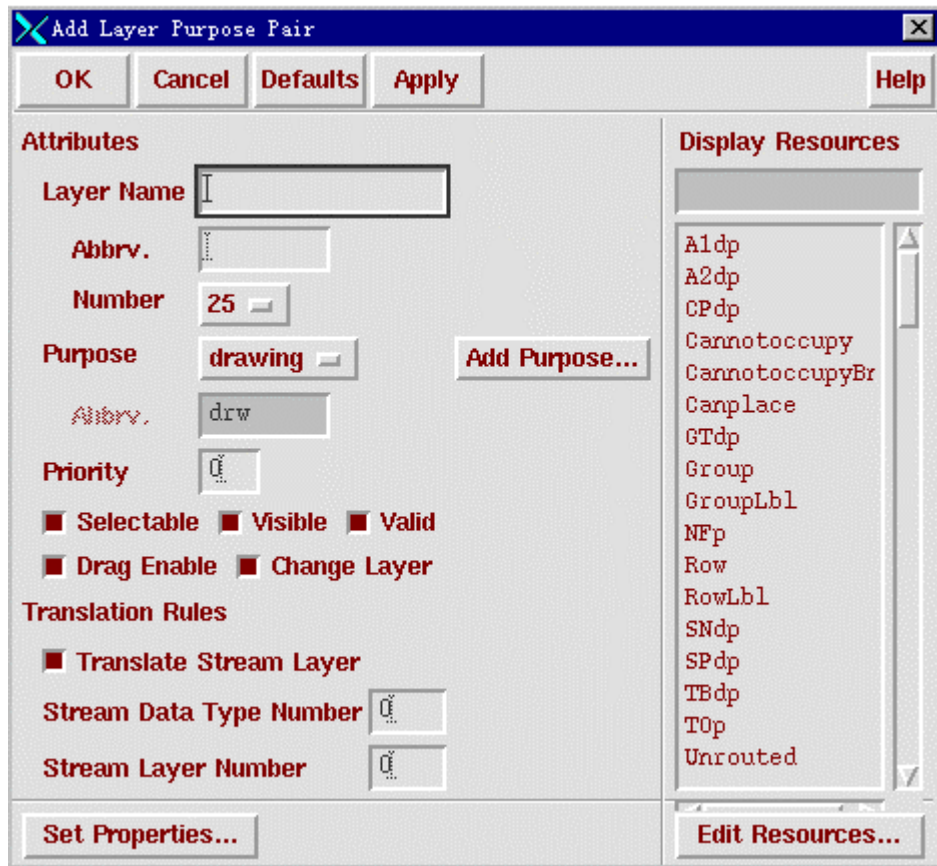 Add Layer Purpose Pair
OK Cancel Defaults Apply Help
Attributes
Layer Name
Abbrv.
Number 25
Purpose drawing Add Purpose...
Abbrv. drw
Priority 0
Selectable Visible Valid
Drag Enable Change Layer
Translation Rules
Translate Stream Layer
Stream Data Type Number 0
Stream Layer Number 0
Set Properties...
Display Resources
A1dp
A2dp
CPdp
Cannotoccupy
CannotoccupyBr
Canplace
GTdp
Group
GroupLbl
NFp
Row
RowLbl
SNdp
SPdp
TBdp
TOp
Unrouted
Edit Resources...